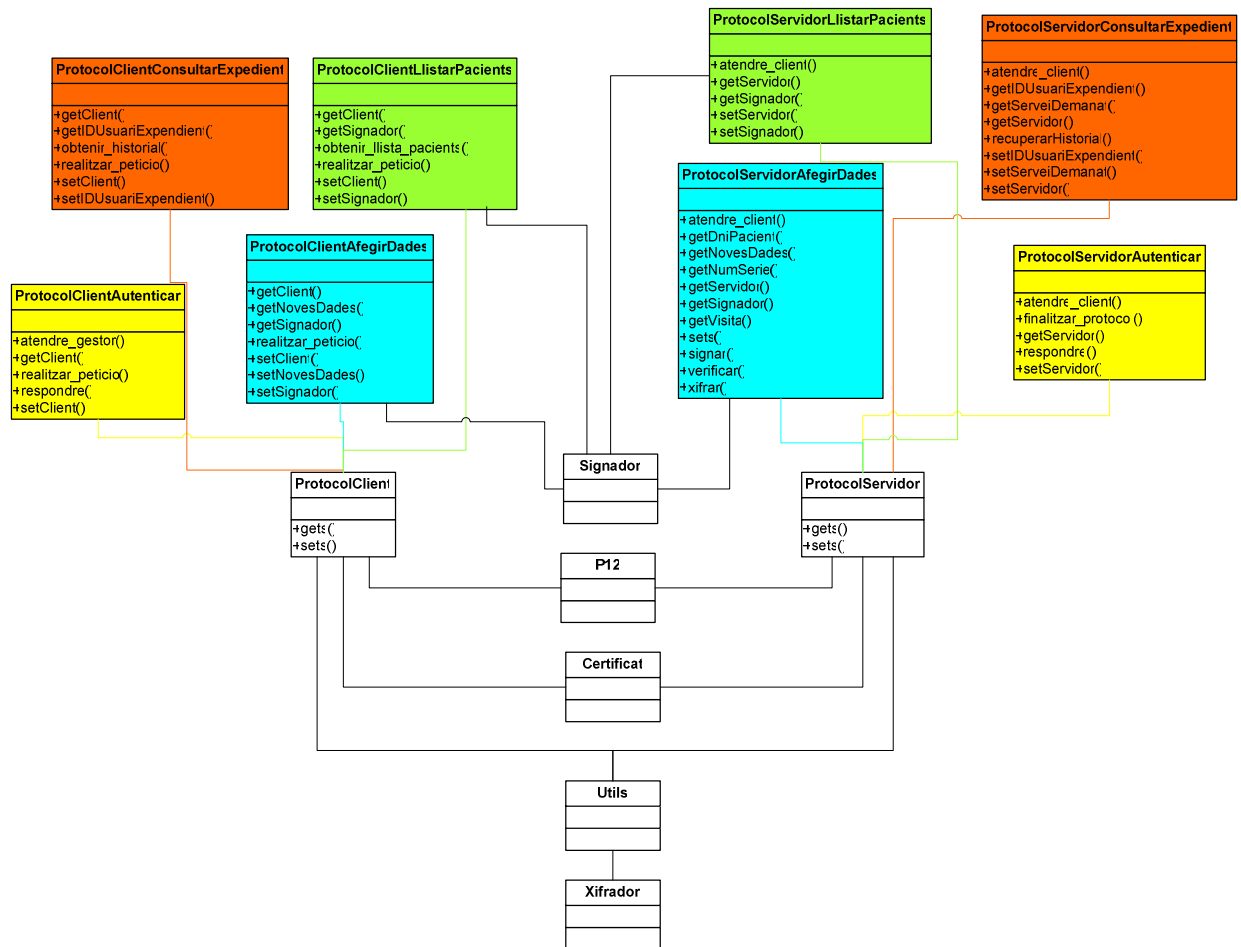 ProtocolClientConsultarExpedient
+getClient()
+getIDUsuariExpendient()
+obtenir_historial()
+realitzar_peticio()
+setClient()
+setIDUsuariExpendient()
ProtocolClientLlistarPacients
+getClient()
+getSignador()
+obtenir_llista_pacients()
+realitzar_peticio()
+setClient()
+setSignador()
ProtocolServidorLlistarPacients
+atendre_client()
+getServidor()
+getSignador()
+setServidor()
+setSignador()
ProtocolServidorConsultarExpedient
+atendre_client()
+getIDUsuariExpendient()
+getServeiDemanat()
+getServidor()
+recuperarHistorial()
+setIDUsuariExpendient()
+setServeiDemanat()
+setServidor()
ProtocolClientAutenticar
+atendre_gestor()
+getClient()
+realitzar_peticio()
+respondre()
+setClient()
ProtocolClientAfegirDades
+getClient()
+getNovesDades()
+getSignador()
+realitzar_peticio()
+setClient()
+setNovesDades()
+setSignador()
ProtocolServidorAfegirDades
+atendre_client()
+getDniPacient()
+getNovesDades()
+getNumSerie()
+getServidor()
+getSignador()
+getVisita()
+sets()
+signar()
+verificar()
+xifrar()
ProtocolServidorAutenticar
+atendre_client()
+finalitzar_protocol()
+getServidor()
+respondre()
+setServidor()
Signador
ProtocolClient
+gets()
+sets()
ProtocolServidor
+gets()
+sets()
P12
Certificat
Utils
Xifrador